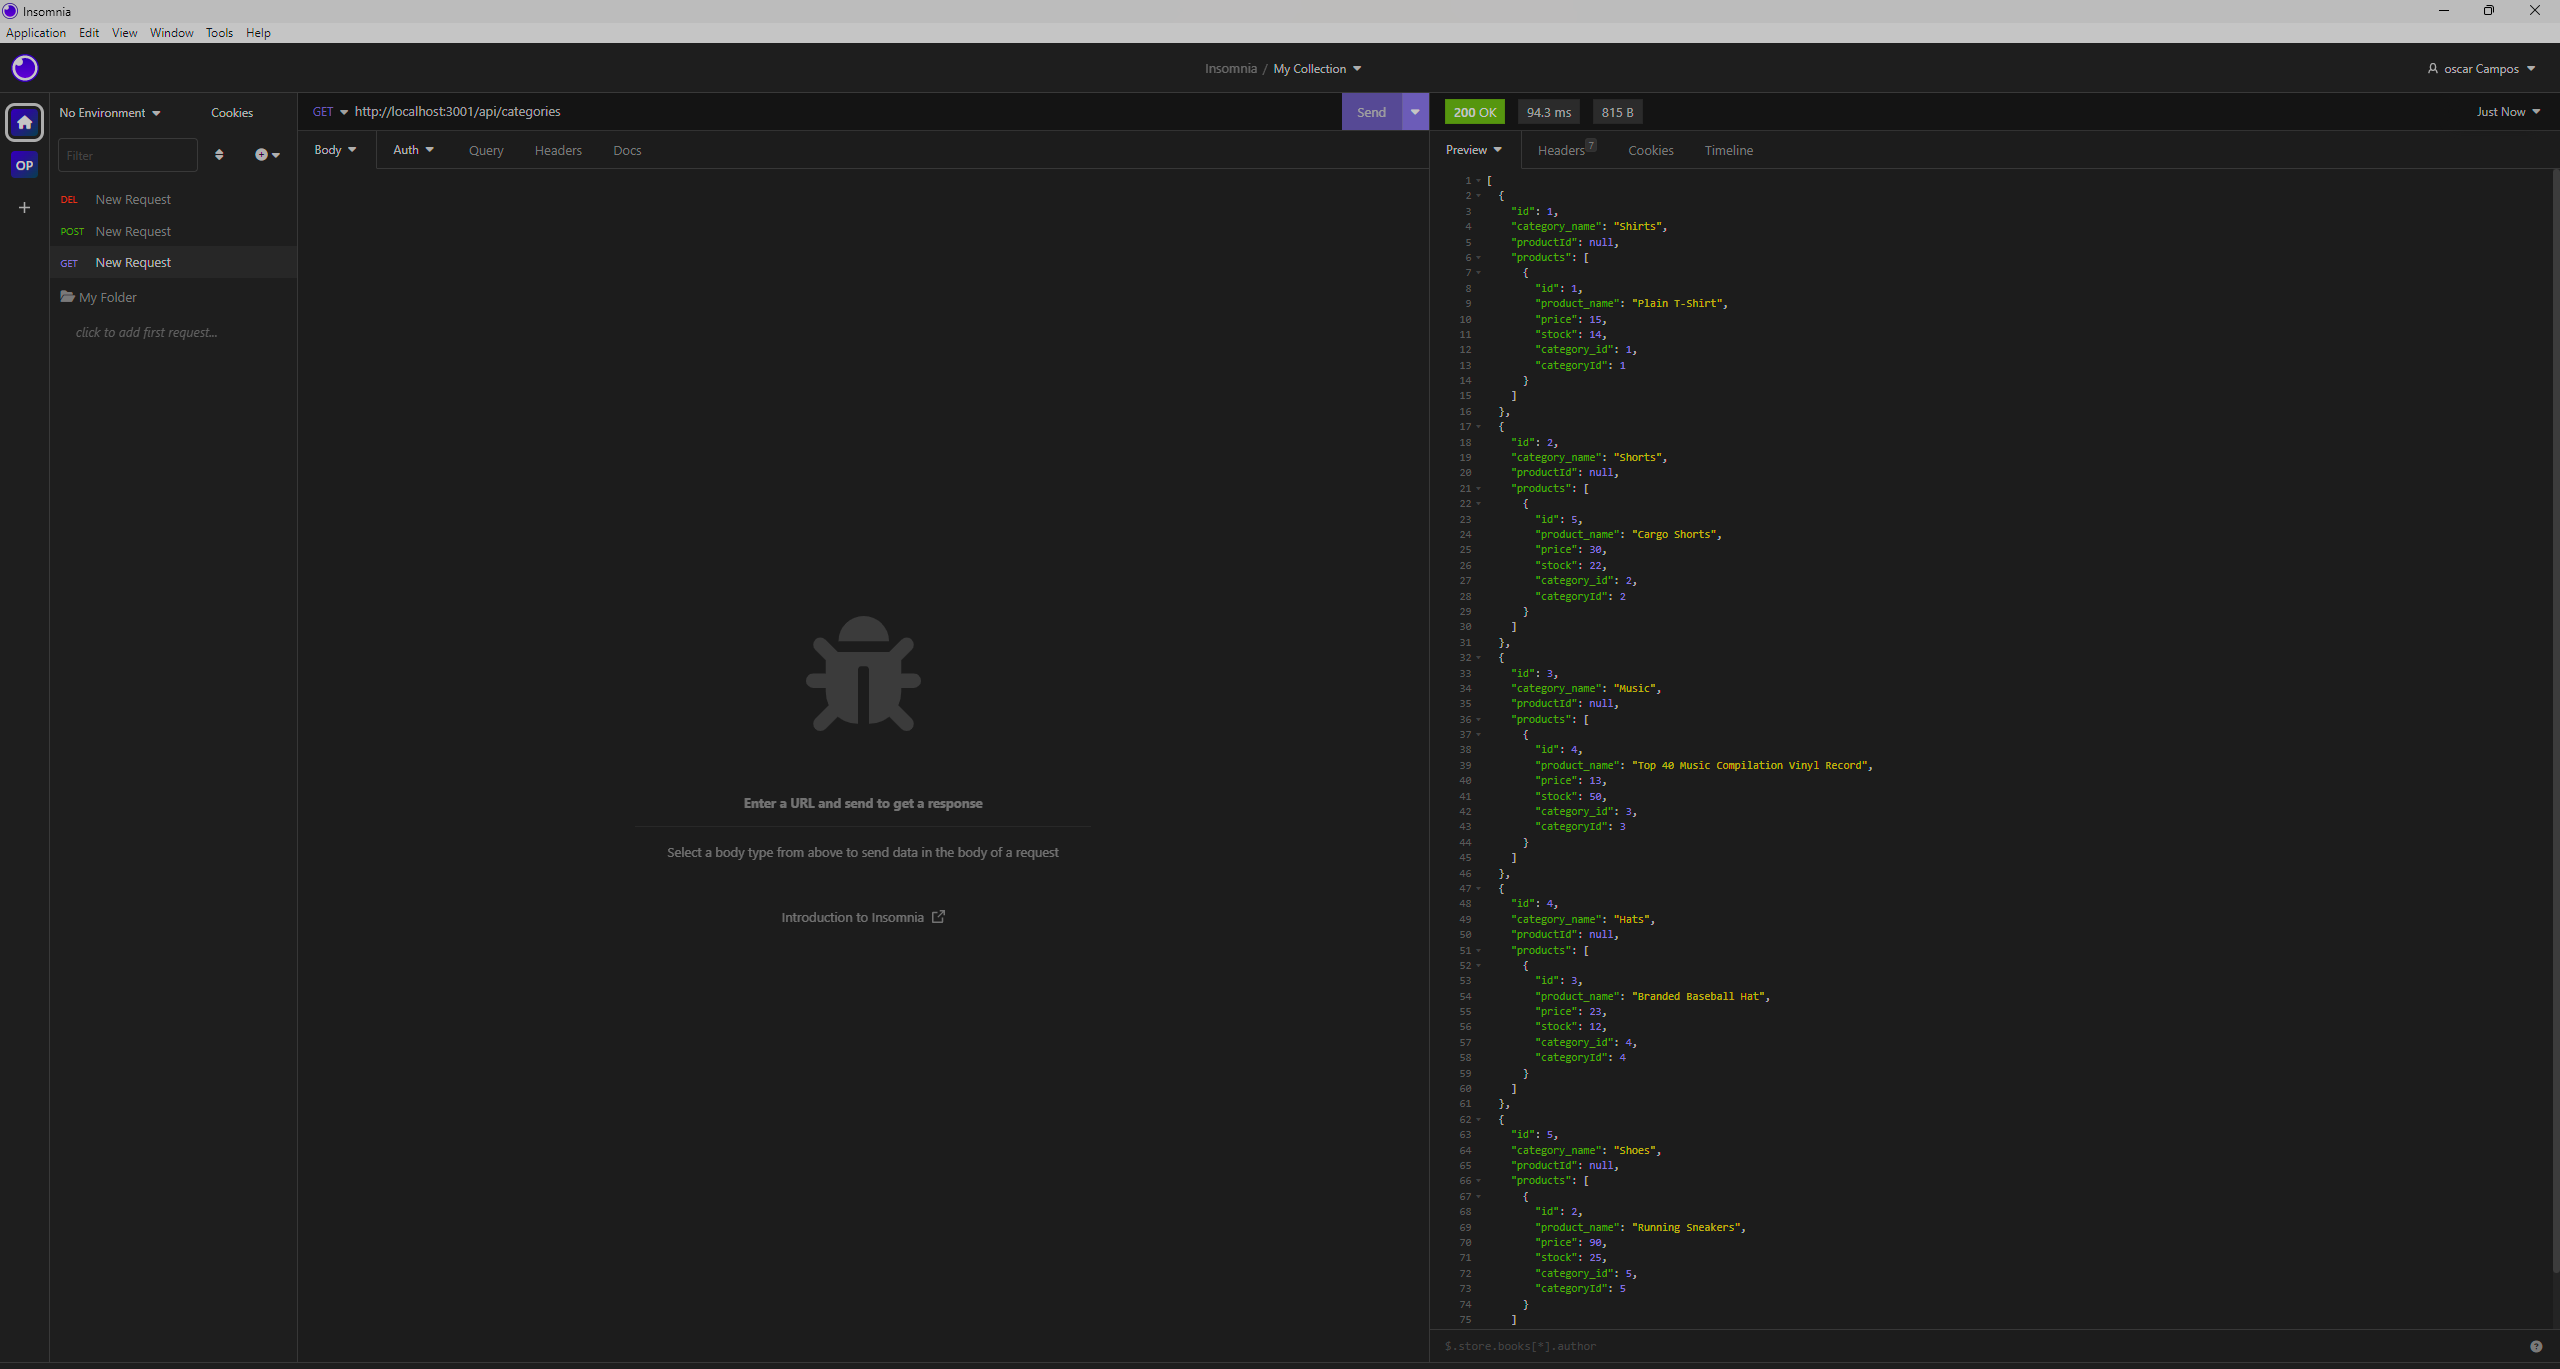 Insomnia
Application Edit View Window Tools Help
Insomnia / My Collection
oscar Campos
No Environment Cookies
GET http://localhost:3001/api/categories
Send
200 OK 94.3 ms 815 B
Just Now
Filter
Body Auth Query Headers Docs
Preview Headers 7 Cookies Timeline
OP
DEL New Request
POST New Request
GET New Request
My Folder
click to add first request...
Enter a URL and send to get a response
Select a body type from above to send data in the body of a request
Introduction to Insomnia
1 [
2 {
3 "id": 1,
4 "category_name": "Shirts",
5 "productId": null,
6 "products": [
7 {
8 "id": 1,
9 "product_name": "Plain T-Shirt",
10 "price": 15,
11 "stock": 14,
12 "category_id": 1,
13 "categoryId": 1
14 }
15 ]
16 },
17 {
18 "id": 2,
19 "category_name": "Shorts",
20 "productId": null,
21 "products": [
22 {
23 "id": 5,
24 "product_name": "Cargo Shorts",
25 "price": 30,
26 "stock": 22,
27 "category_id": 2,
28 "categoryId": 2
29 }
30 ]
31 },
32 {
33 "id": 3,
34 "category_name": "Music",
35 "productId": null,
36 "products": [
37 {
38 "id": 4,
39 "product_name": "Top 40 Music Compilation Vinyl Record",
40 "price": 13,
41 "stock": 50,
42 "category_id": 3,
43 "categoryId": 3
44 }
45 ]
46 },
47 {
48 "id": 4,
49 "category_name": "Hats",
50 "productId": null,
51 "products": [
52 {
53 "id": 3,
54 "product_name": "Branded Baseball Hat",
55 "price": 23,
56 "stock": 12,
57 "category_id": 4,
58 "categoryId": 4
59 }
60 ]
61 },
62 {
63 "id": 5,
64 "category_name": "Shoes",
65 "productId": null,
66 "products": [
67 {
68 "id": 2,
69 "product_name": "Running Sneakers",
70 "price": 90,
71 "stock": 25,
72 "category_id": 5,
73 "categoryId": 5
74 }
75 ]
$.store.books[*].author